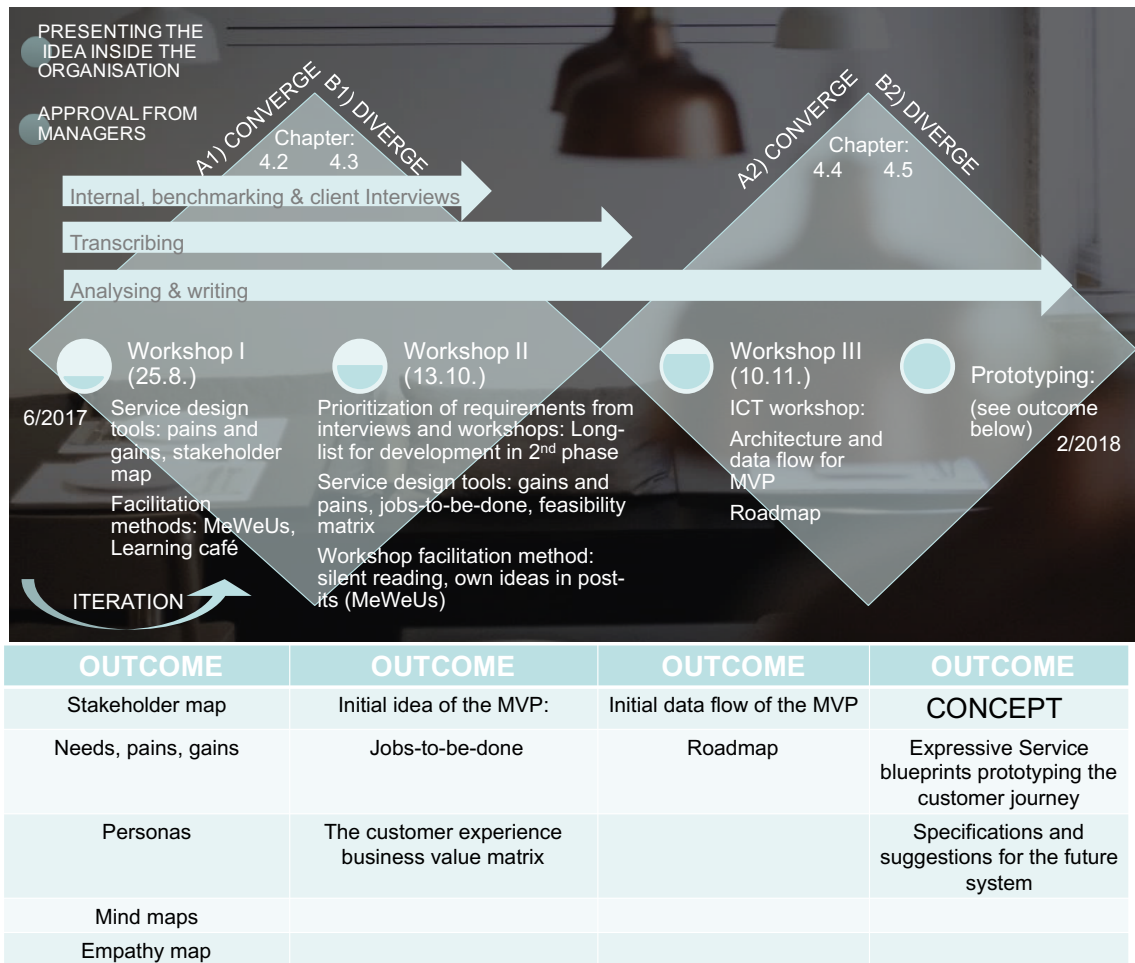 PRESENTING THE
IDEA INSIDE THE
ORGANISATION
APPROVAL FROM
MANAGERS
A1) CONVERGE
B1) DIVERGE
Chapter:
4.2 4.3
A2) CONVERGE
B2) DIVERGE
Chapter:
4.4 4.5
Internal, benchmarking & client Interviews
Transcribing
Analysing & writing
6/2017
Workshop I
(25.8.)
Service design
tools: pains and
gains, stakeholder
map
Facilitation
methods: MeWeUs,
Learning café
Workshop II
(13.10.)
Prioritization of requirements from
interviews and workshops: Long-
list for development in 2nd phase
Service design tools: gains and
pains, jobs-to-be-done, feasibility
matrix
Workshop facilitation method:
silent reading, own ideas in post-
its (MeWeUs)
Workshop III
(10.11.)
ICT workshop:
Architecture and
data flow for
MVP
Roadmap
Prototyping:
(see outcome
below)
2/2018
ITERATION
OUTCOME OUTCOME OUTCOME OUTCOME
Stakeholder map Initial idea of the MVP: Initial data flow of the MVP CONCEPT
Needs, pains, gains Jobs-to-be-done Roadmap Expressive Service
blueprints prototyping the
customer journey
Personas The customer experience Specifications and
business value matrix suggestions for the future
system
Mind maps
Empathy map